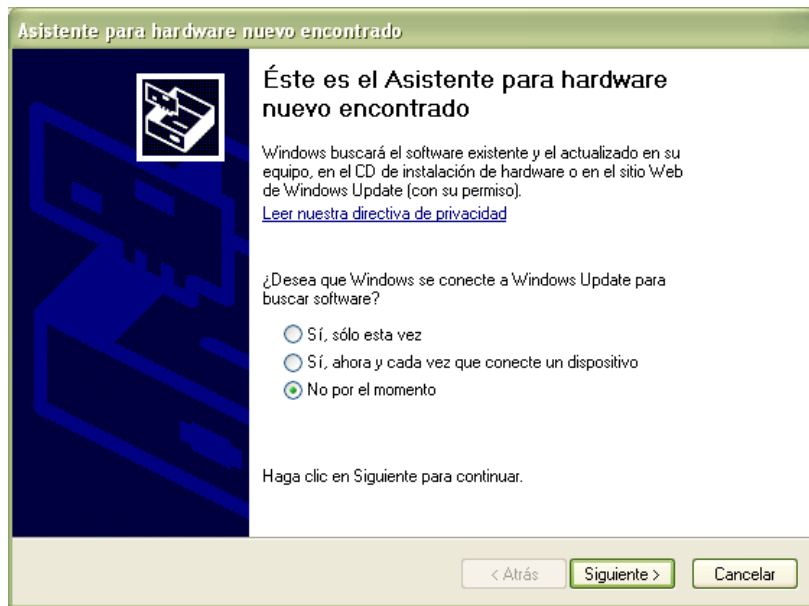 Asistente para hardware nuevo encontrado
Éste es el Asistente para hardware
nuevo encontrado
Windows buscará el software existente y el actualizado en su
equipo, en el CD de instalación de hardware o en el sitio Web
de Windows Update (con su permiso).
Leer nuestra directiva de privacidad
¿Desea que Windows se conecte a Windows Update para
buscar software?
Sí, sólo esta vez
Sí, ahora y cada vez que conecte un dispositivo
No por el momento
Haga clic en Siguiente para continuar.
< Atrás Siguiente > Cancelar